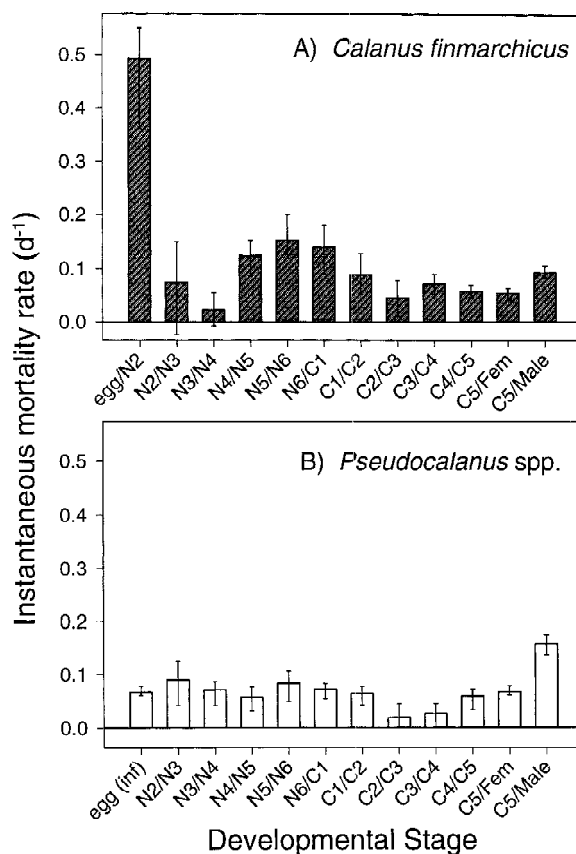 Instantaneous mortality rate (d⁻¹)
A) Calanus finmarchicus
0.5
0.4
0.3
0.2
0.1
0.0
egg/N2
N2/N3
N3/N4
N4/N5
N5/N6
N6/C1
C1/C2
C2/C3
C3/C4
C4/C5
C5/Fem
C5/Male
B) Pseudocalanus spp.
0.5
0.4
0.3
0.2
0.1
0.0
egg (inf)
N2/N3
N3/N4
N4/N5
N5/N6
N6/C1
C1/C2
C2/C3
C3/C4
C4/C5
C5/Fem
C5/Male
Developmental Stage